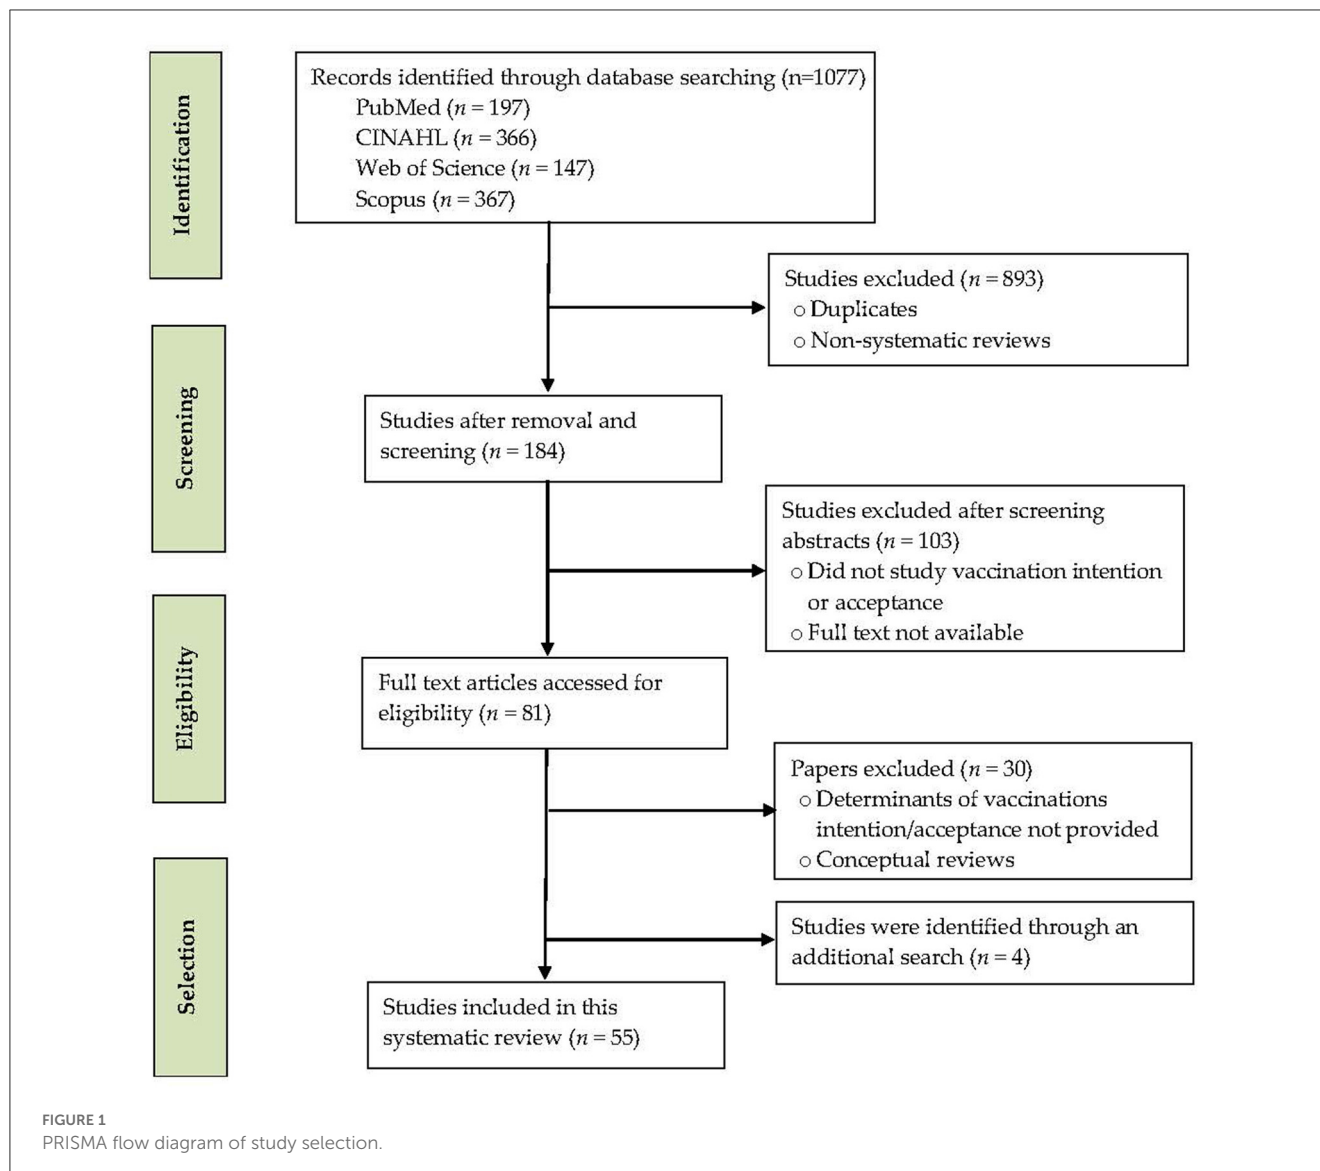 Identification
Records identified through database searching (n=1077)
PubMed (n = 197)
CINAHL (n = 366)
Web of Science (n = 147)
Scopus (n = 367)
Studies excluded (n = 893)
○ Duplicates
○ Non-systematic reviews
Screening
Studies after removal and
screening (n = 184)
Studies excluded after screening
abstracts (n = 103)
○ Did not study vaccination intention
or acceptance
○ Full text not available
Eligibility
Full text articles accessed for
eligibility (n = 81)
Papers excluded (n = 30)
○ Determinants of vaccinations
intention/acceptance not provided
○ Conceptual reviews
Selection
Studies were identified through an
additional search (n = 4)
Studies included in this
systematic review (n = 55)
FIGURE 1
PRISMA flow diagram of study selection.